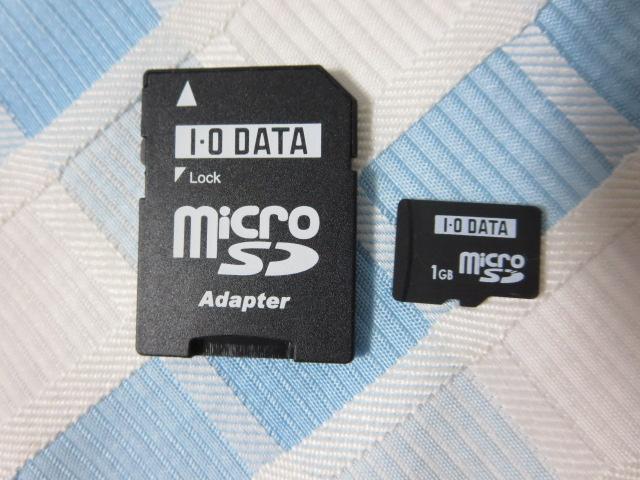 I-O DATA
Lock
micro
SD
Adapter
I-O DATA
1GB
micro
SD